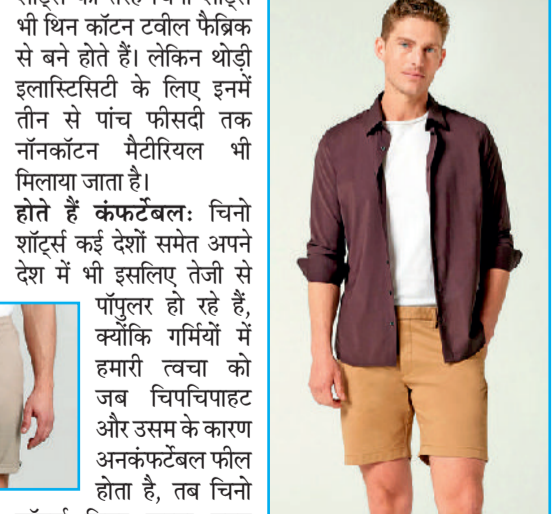 भी थिन कॉटन टवील फैब्रिक
से बने होते हैं। लेकिन थोड़ी
इलास्टिसिटी के लिए इनमें
तीन से पांच फीसदी तक
नॉनकॉटन मैटीरियल भी
मिलाया जाता है।
होते हैं कंफर्टेबल: चिनो
शॉर्ट्स कई देशों समेत अपने
देश में भी इसलिए तेजी से
पॉपुलर हो रहे हैं,
क्योंकि गर्मियों में
हमारी त्वचा को
जब चिपचिपाहट
और उसम के कारण
अनकंफर्टेबल फील
होता है, तब चिनो